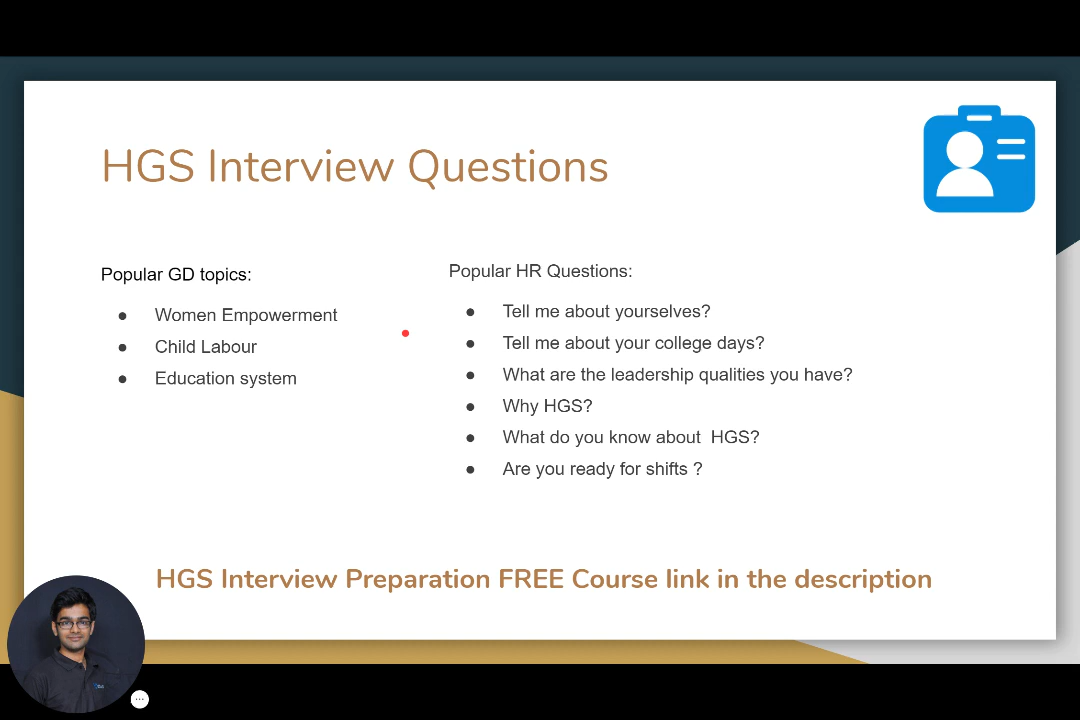 HGS Interview Questions
Popular GD topics:
● Women Empowerment
● Child Labour
● Education system
Popular HR Questions:
● Tell me about yourselves?
● Tell me about your college days?
● What are the leadership qualities you have?
● Why HGS?
● What do you know about  HGS?
● Are you ready for shifts ?
HGS Interview Preparation FREE Course link in the description